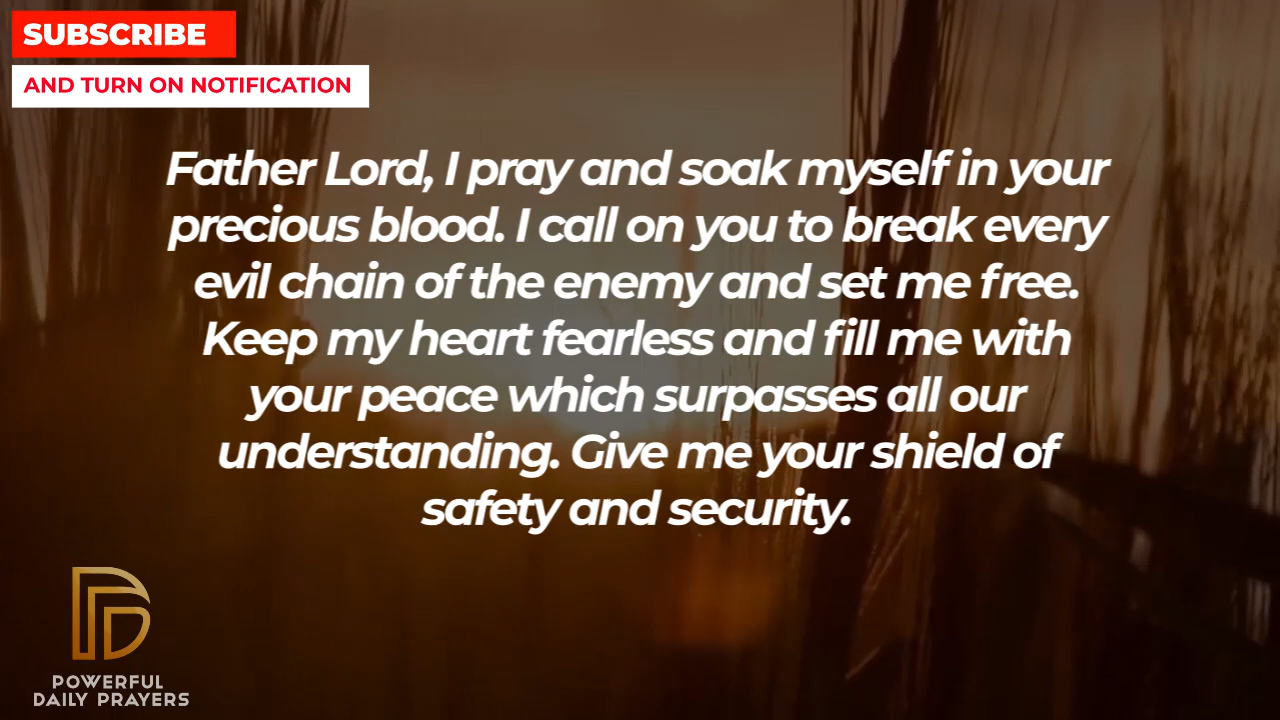 SUBSCRIBE
AND TURN ON NOTIFICATION
Father Lord, I pray and soak myself in your
precious blood. I call on you to break every
evil chain of the enemy and set me free.
Keep my heart fearless and fill me with
your peace which surpasses all our
understanding. Give me your shield of
safety and security.
POWERFUL
DAILY PRAYERS